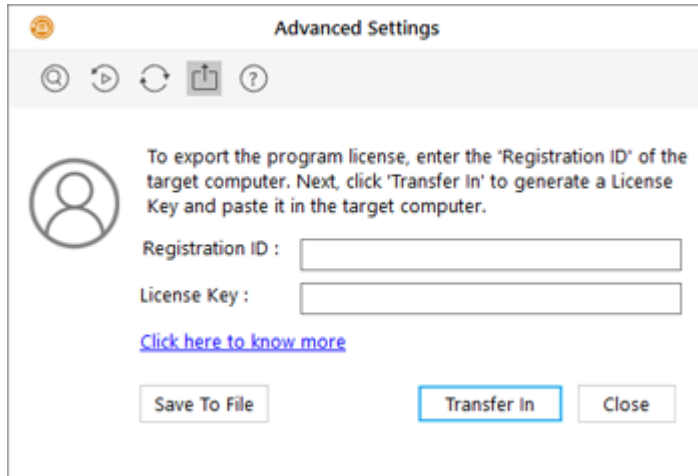 Advanced Settings
To export the program license, enter the 'Registration ID' of the
target computer. Next, click 'Transfer In' to generate a License
Key and paste it in the target computer.
Registration ID :
License Key :
Click here to know more
Save To File
Transfer In
Close